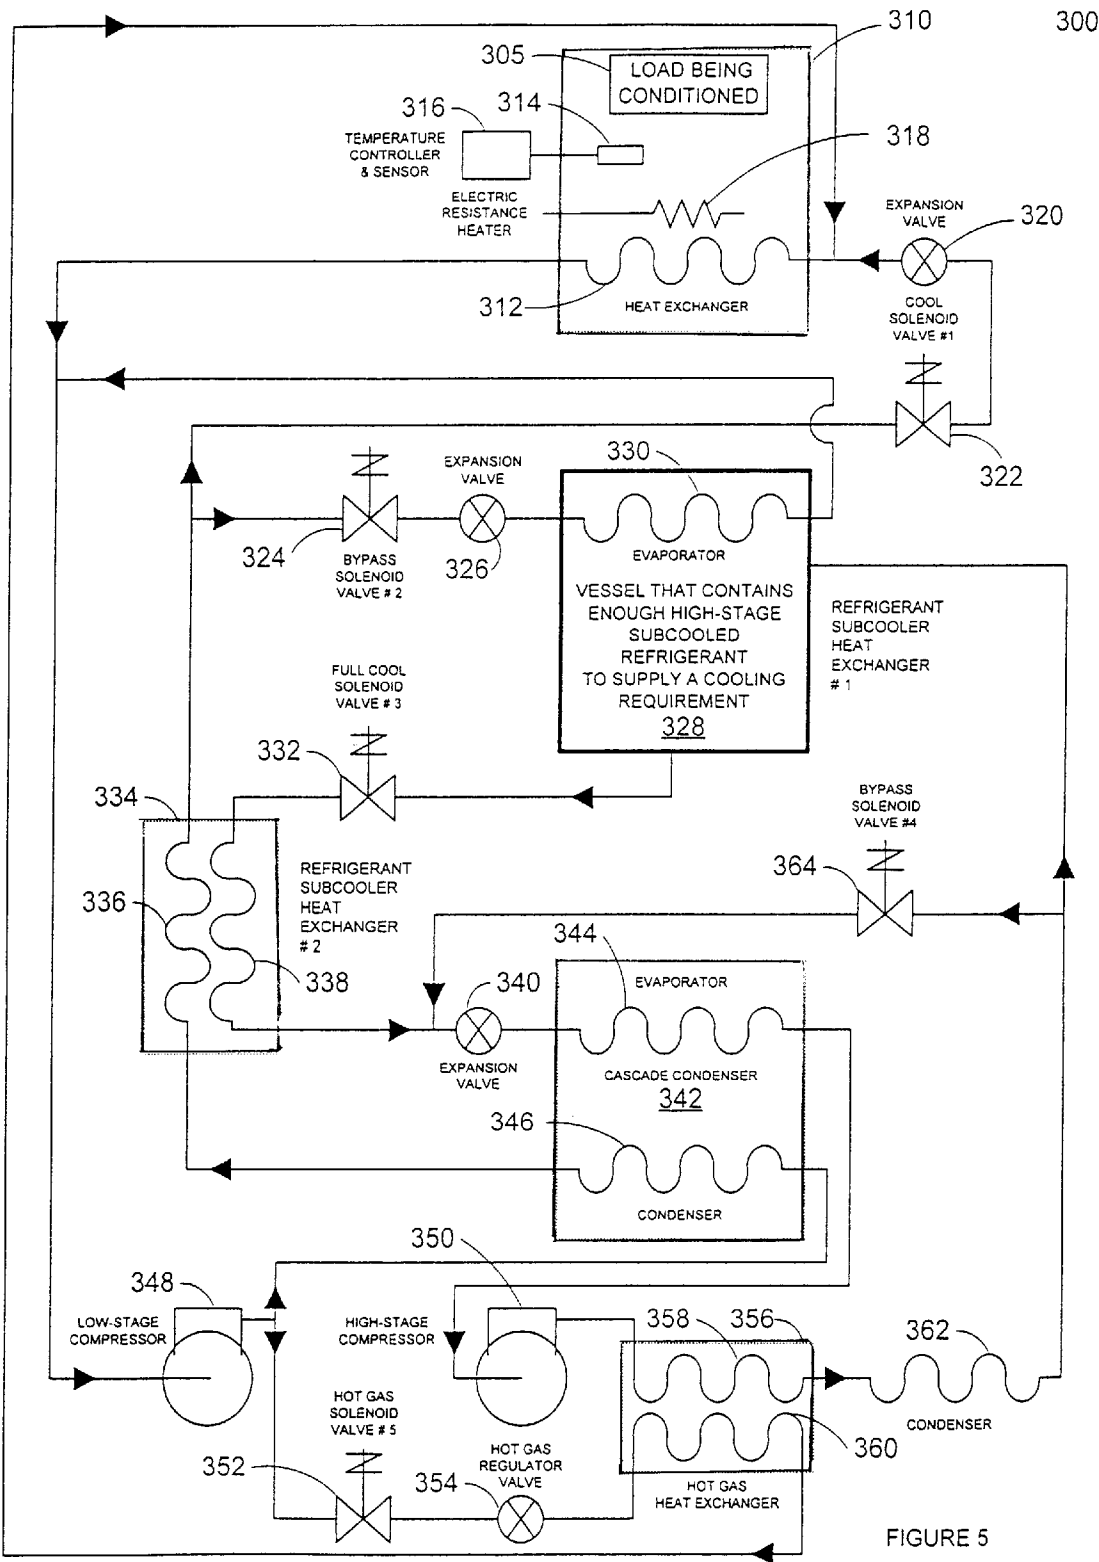 310
300
305
LOAD BEING
CONDITIONED
316
314
TEMPERATURE
CONTROLLER
& SENSOR
318
ELECTRIC
RESISTANCE
HEATER
EXPANSION
VALVE
320
312
HEAT EXCHANGER
COOL
SOLENOID
VALVE #1
322
330
EXPANSION
VALVE
324
326
BYPASS
SOLENOID
VALVE # 2
EVAPORATOR
VESSEL THAT CONTAINS
ENOUGH HIGH-STAGE
SUBCOOLED
REFRIGERANT
TO SUPPLY A COOLING
REQUIREMENT
328
REFRIGERANT
SUBCOOLER
HEAT
EXCHANGER
# 1
FULL COOL
SOLENOID
VALVE # 3
332
334
BYPASS
SOLENOID
VALVE #4
364
336
REFRIGERANT
SUBCOOLER
HEAT
EXCHANGER
# 2
338
344
340
EVAPORATOR
EXPANSION
VALVE
CASCADE CONDENSER
342
346
CONDENSER
350
348
LOW-STAGE
COMPRESSOR
HIGH-STAGE
COMPRESSOR
358
356
362
CONDENSER
HOT GAS
SOLENOID
VALVE # 5
352
HOT GAS
REGULATOR
VALVE
354
360
HOT GAS
HEAT EXCHANGER
FIGURE 5